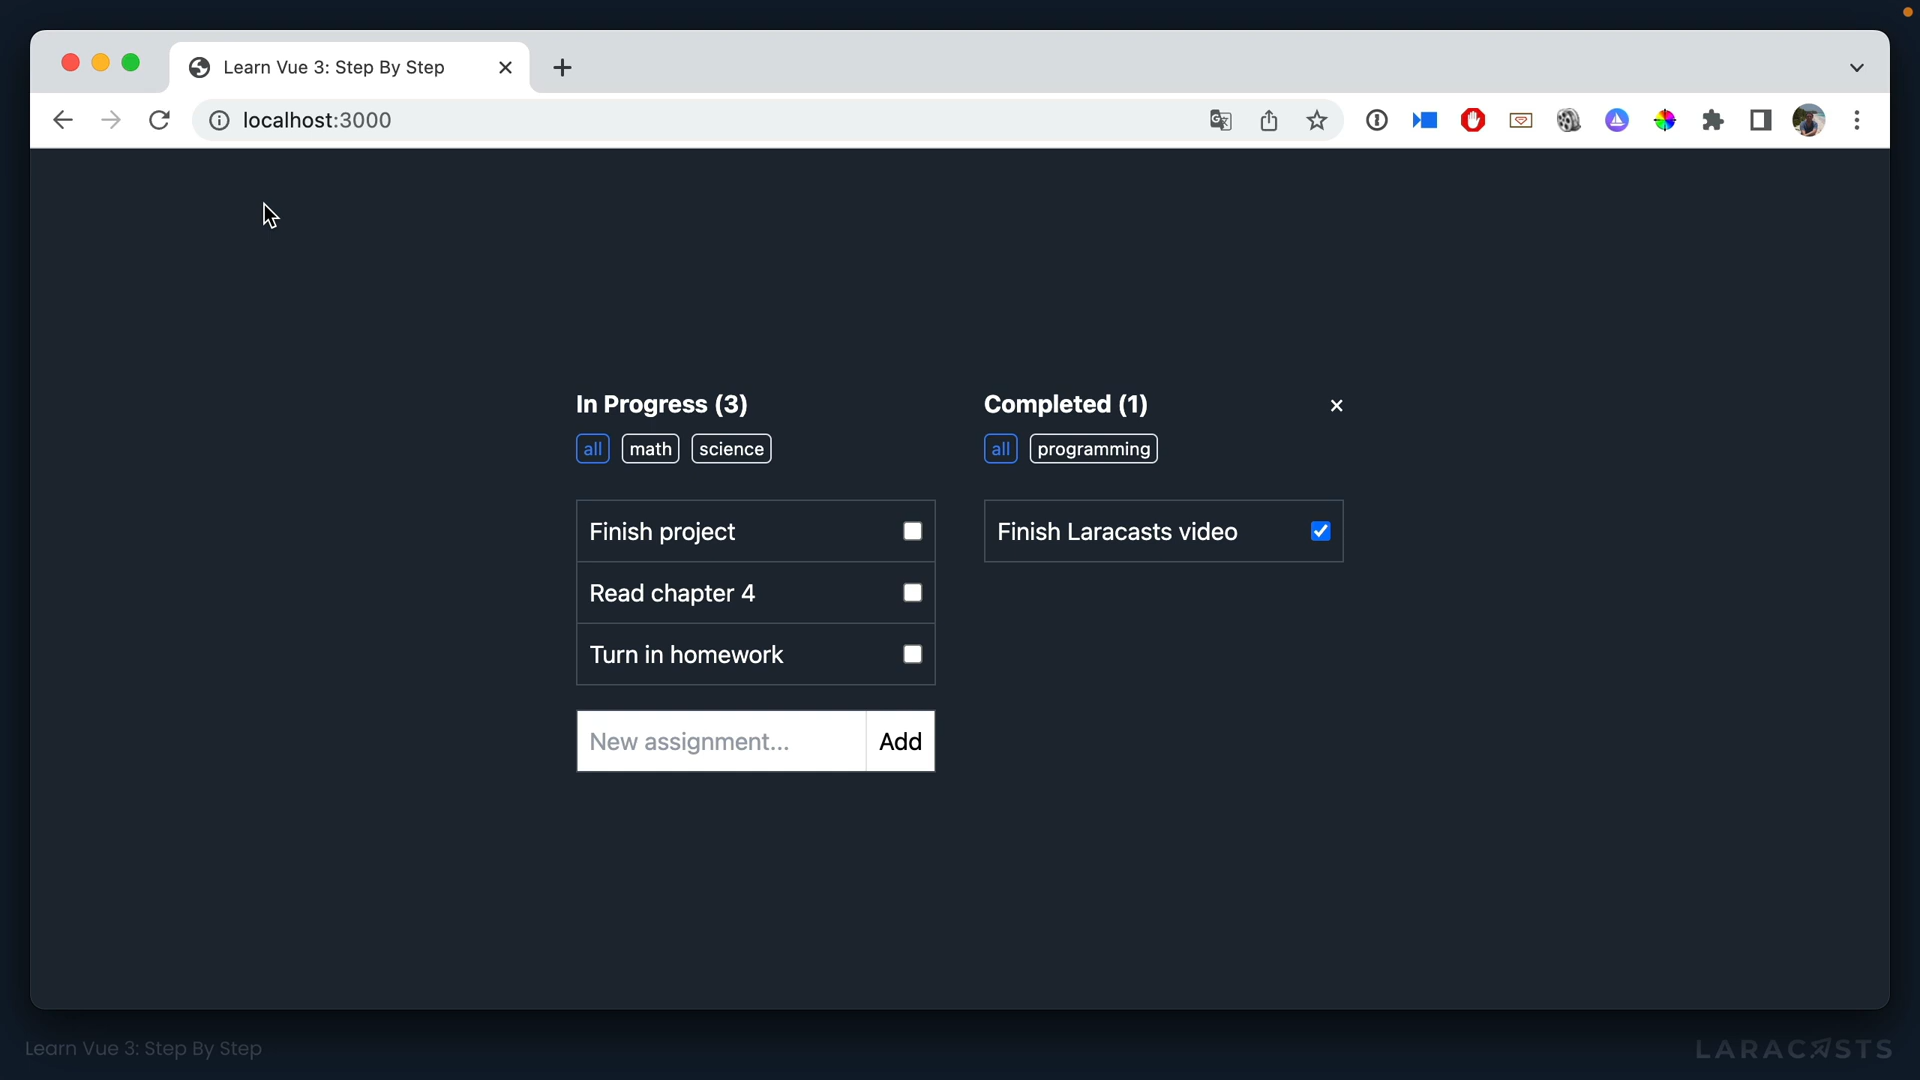 Learn Vue 3: Step By Step
localhost:3000
In Progress (3)
all math science
Finish project
Read chapter 4
Turn in homework
New assignment... Add
Completed (1)
all programming
Finish Laracasts video
Learn Vue 3: Step By Step
LARACASTS